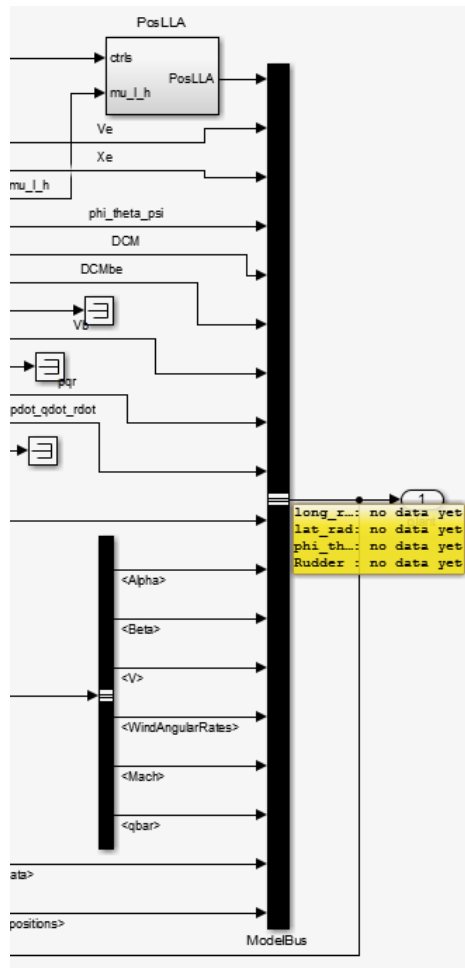 PosLLA
ctrls
PosLLA
mu_l_h
Ve
Xe
mu_l_h
phi_theta_psi
DCM
DCMbe
Vb
pqr
pdot_qdot_rdot
1
long_r…: no data yet
lat_rad: no data yet
phi_th…: no data yet
Rudder : no data yet
<Alpha>
<Beta>
<V>
<WindAngularRates>
<Mach>
<qbar>
ata>
positions>
ModelBus